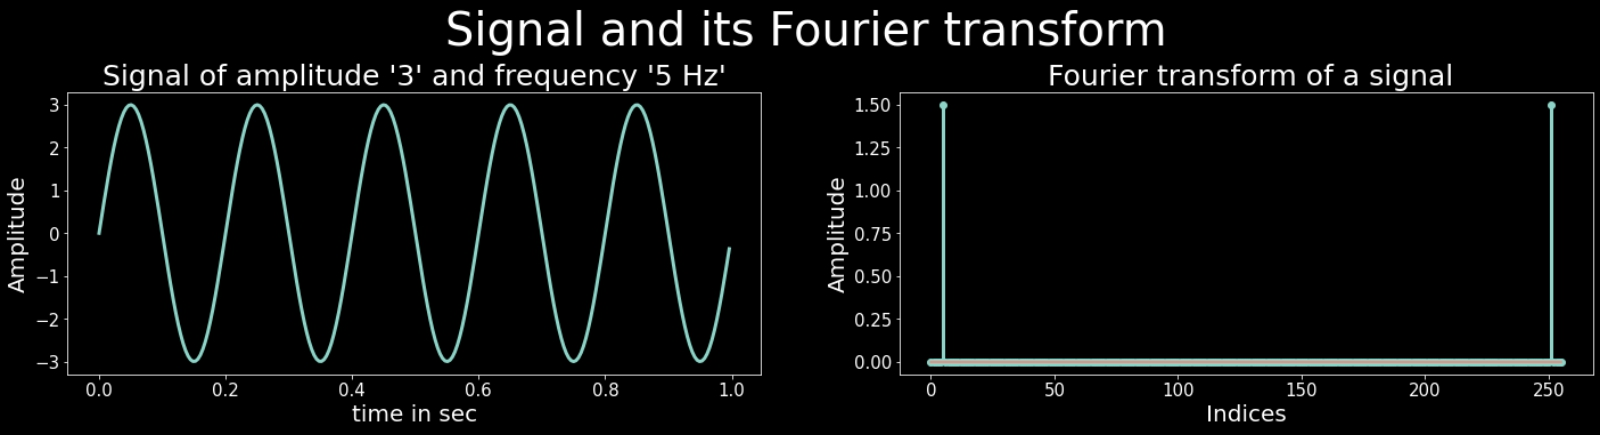 Signal and its Fourier transform
Signal of amplitude '3' and frequency '5 Hz'
3
2
1
0
−1
−2
−3
Amplitude
0.0 0.2 0.4 0.6 0.8 1.0
time in sec
Fourier transform of a signal
1.50
1.25
1.00
0.75
0.50
0.25
0.00
Amplitude
0 50 100 150 200 250
Indices